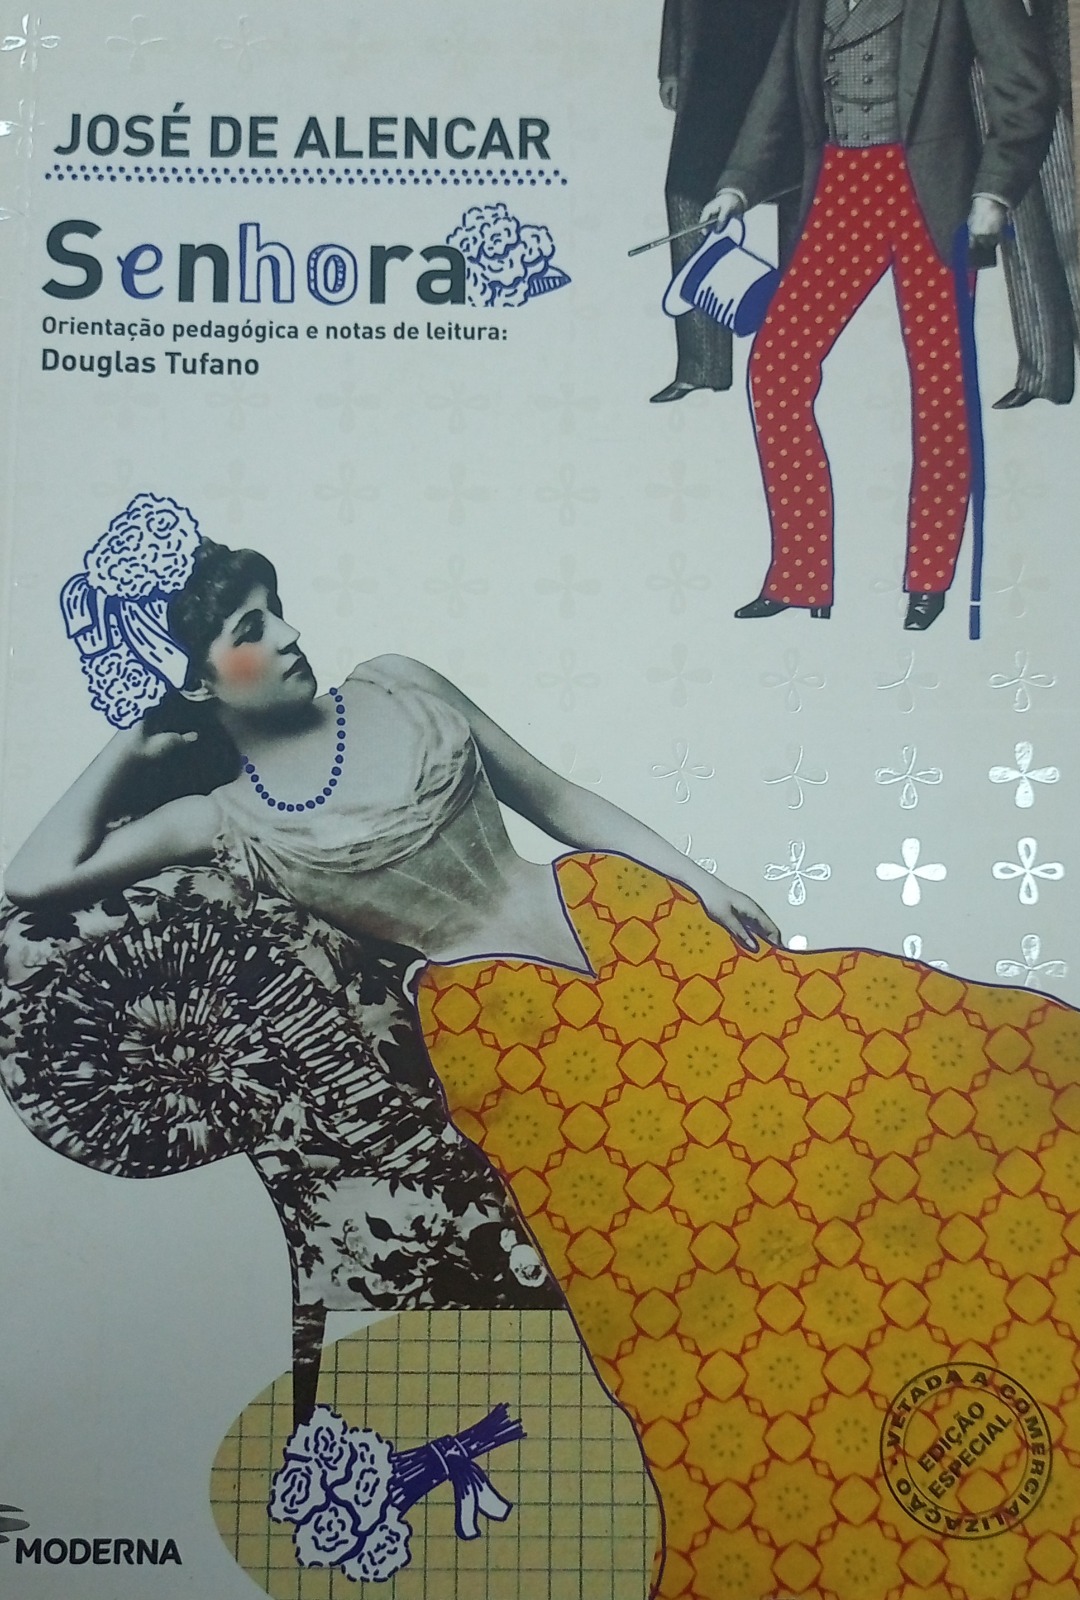 JOSÉ DE ALENCAR
Senhora
Orientação pedagógica e notas de leitura:
Douglas Tufano
VETADA A COMERCIALIZAÇÃO
EDIÇÃO
ESPECIAL
MODERNA